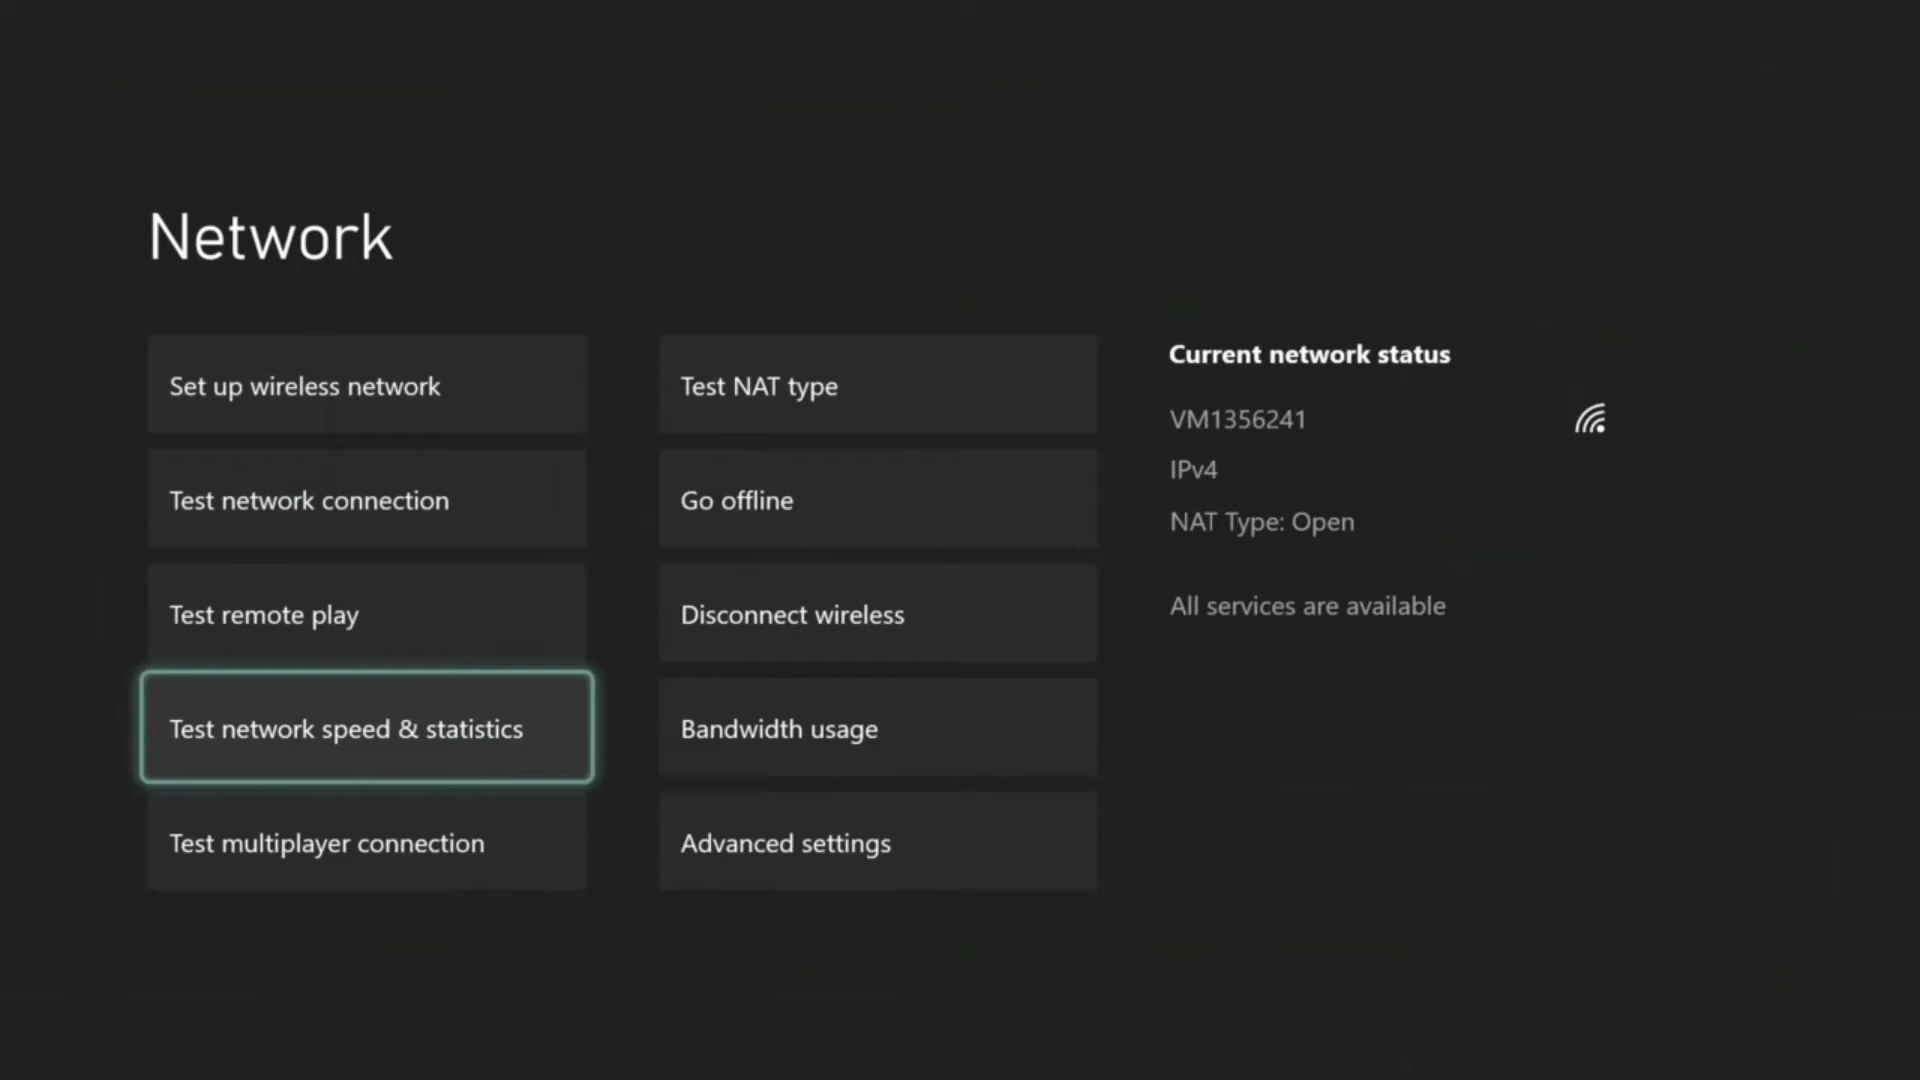 Network
Set up wireless network
Test network connection
Test remote play
Test network speed & statistics
Test multiplayer connection
Test NAT type
Go offline
Disconnect wireless
Bandwidth usage
Advanced settings
Current network status
VM1356241
IPv4
NAT Type: Open
All services are available